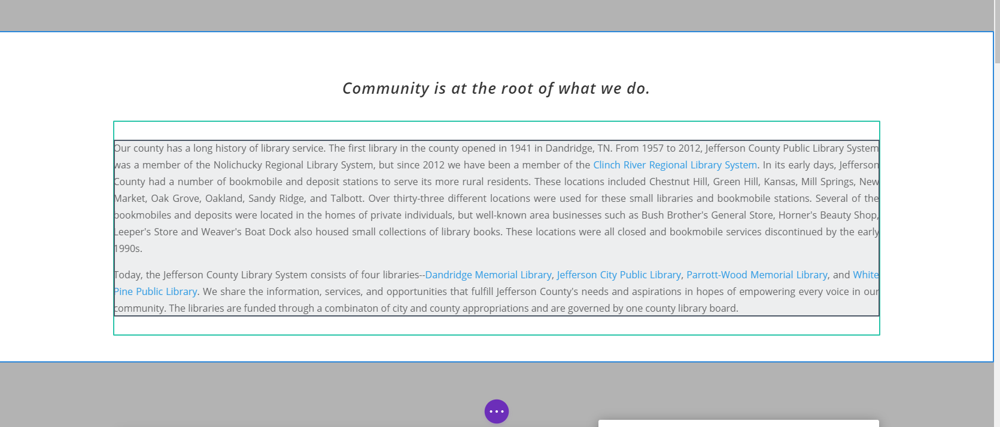 Community is at the root of what we do.
Our county has a long history of library service. The first library in the county opened in 1941 in Dandridge, TN. From 1957 to 2012, Jefferson County Public Library System
was a member of the Nolichucky Regional Library System, but since 2012 we have been a member of the Clinch River Regional Library System. In its early days, Jefferson
County had a number of bookmobile and deposit stations to serve its more rural residents. These locations included Chestnut Hill, Green Hill, Kansas, Mill Springs, New
Market, Oak Grove, Oakland, Sandy Ridge, and Talbott. Over thirty-three different locations were used for these small libraries and bookmobile stations. Several of the
bookmobiles and deposits were located in the homes of private individuals, but well-known area businesses such as Bush Brother's General Store, Horner's Beauty Shop,
Leeper's Store and Weaver's Boat Dock also housed small collections of library books. These locations were all closed and bookmobile services discontinued by the early
1990s.
Today, the Jefferson County Library System consists of four libraries--Dandridge Memorial Library, Jefferson City Public Library, Parrott-Wood Memorial Library, and White
Pine Public Library. We share the information, services, and opportunities that fulfill Jefferson County's needs and aspirations in hopes of empowering every voice in our
community. The libraries are funded through a combinaton of city and county appropriations and are governed by one county library board.